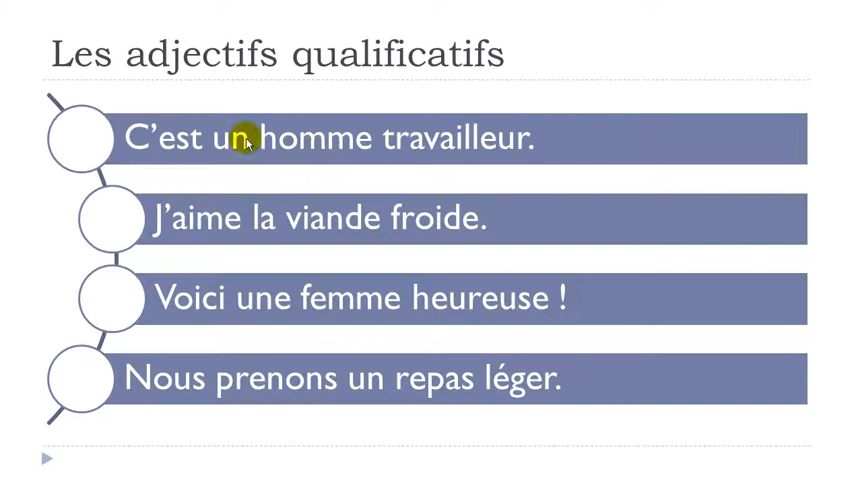 Les adjectifs qualificatifs
C’est un homme travailleur.
J’aime la viande froide.
Voici une femme heureuse !
Nous prenons un repas léger.